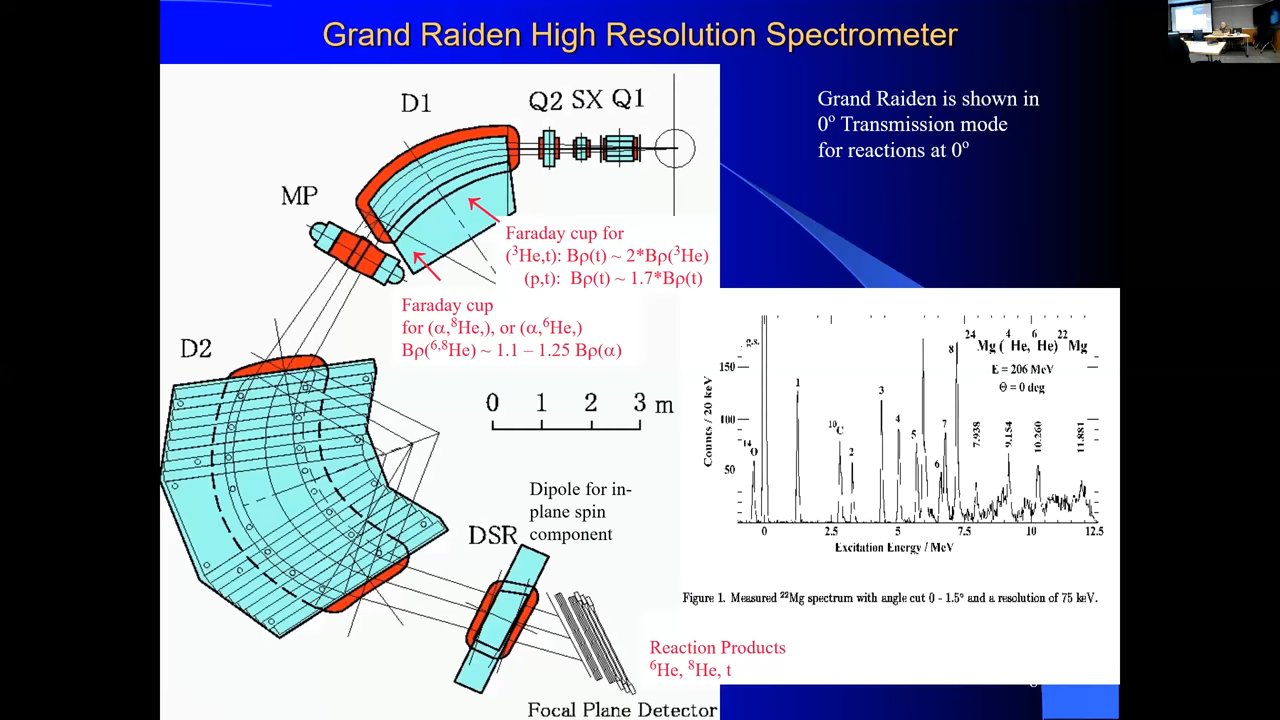 Grand Raiden High Resolution Spectrometer
Grand Raiden is shown in
0° Transmission mode
for reactions at 0°
D1
Q2 SX Q1
MP
Faraday cup for
(³He,t): Bρ(t) ~ 2*Bρ(³He)
(p,t): Bρ(t) ~ 1.7*Bρ(t)
Faraday cup
for (α,⁸He,), or (α,⁶He,)
Bρ(⁶,⁸He) ~ 1.1 – 1.25 Bρ(α)
D2
0 1 2 3 m
Dipole for in-
plane spin
component
DSR
Reaction Products
⁶He, ⁸He, t
Focal Plane Detector
²⁴Mg (⁴He, ⁶He)²²Mg
E = 206 MeV
Θ = 0 deg
Counts / 20 keV
150
100
50
g.s.
¹⁴O
1
¹⁰C
2
3
4
5
6
7
8
7.938
9.154
10.260
11.881
0 2.5 5 7.5 10 12.5
Excitation Energy / MeV
Figure 1. Measured ²²Mg spectrum with angle cut 0 - 1.5° and a resolution of 75 keV.